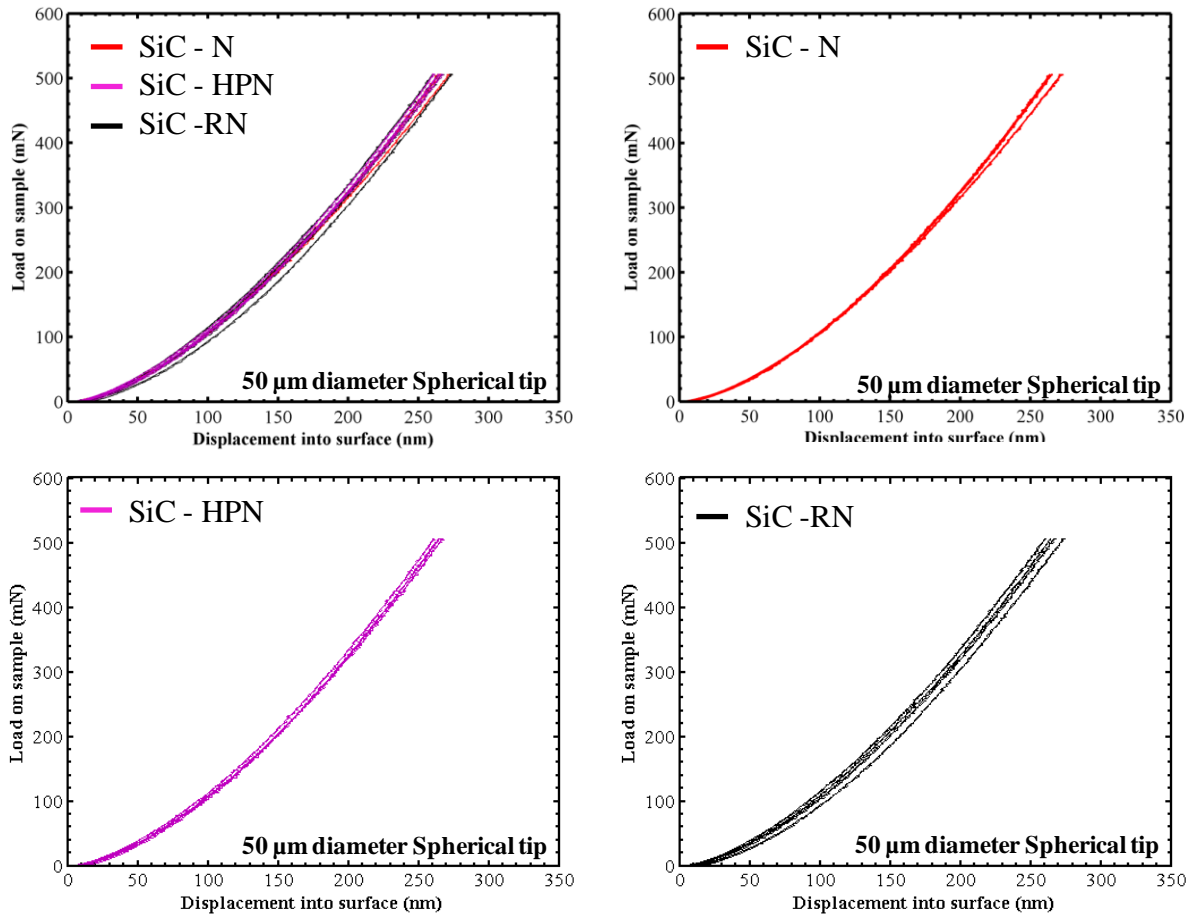 600
500
400
300
200
100
0
Load on sample (mN)
SiC - N
SiC - HPN
SiC -RN
50 µm diameter Spherical tip
0 50 100 150 200 250 300 350
Displacement into surface (nm)
600
500
400
300
200
100
0
Load on sample (mN)
SiC - N
50 µm diameter Spherical tip
0 50 100 150 200 250 300 350
Displacement into surface (nm)
600
500
400
300
200
100
0
Load on sample (mN)
SiC - HPN
50 µm diameter Spherical tip
0 50 100 150 200 250 300 350
Displacement into surface (nm)
600
500
400
300
200
100
0
Load on sample (mN)
SiC -RN
50 µm diameter Spherical tip
0 50 100 150 200 250 300 350
Displacement into surface (nm)